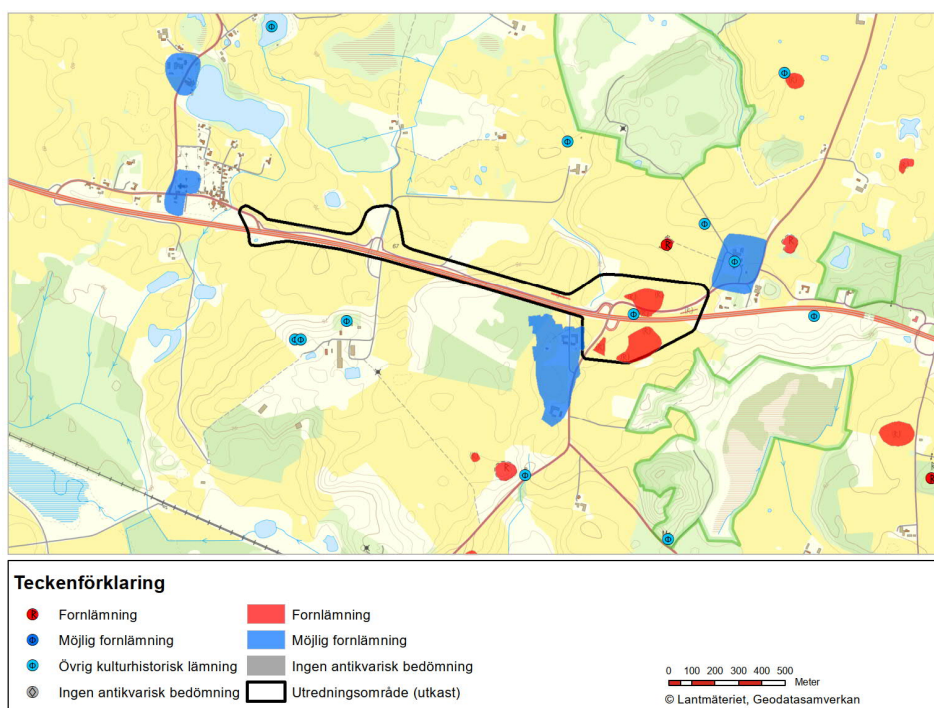 Teckenförklaring
Fornlämning Fornlämning
Möjlig fornlämning Möjlig fornlämning
Övrig kulturhistorisk lämning Ingen antikvarisk bedömning
Ingen antikvarisk bedömning Utredningsområde (utkast)
0 100 200 300 400 500
Meter
© Lantmäteriet, Geodatasamverkan